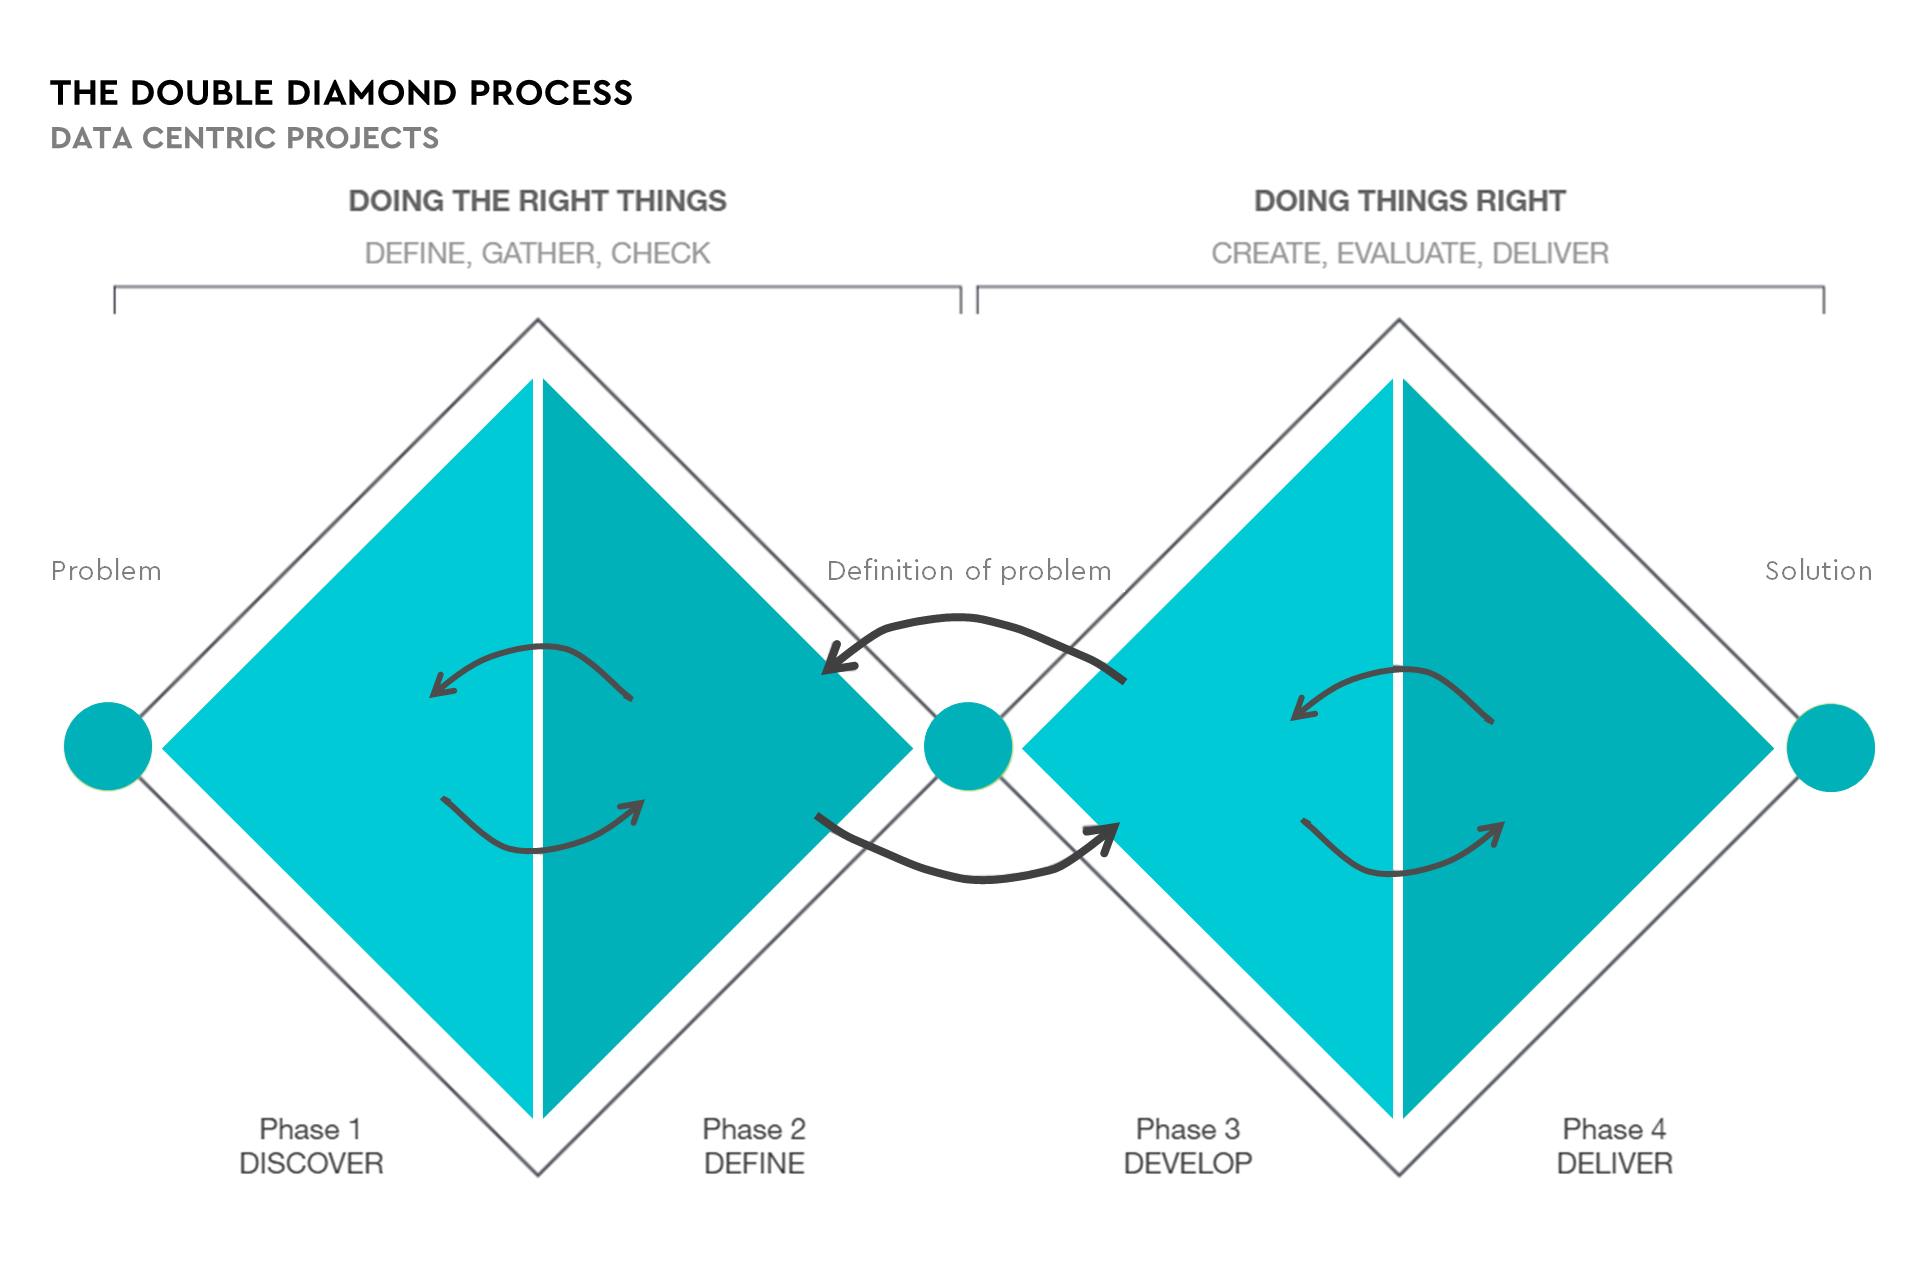 THE DOUBLE DIAMOND PROCESS
DATA CENTRIC PROJECTS
DOING THE RIGHT THINGS
DEFINE, GATHER, CHECK
DOING THINGS RIGHT
CREATE, EVALUATE, DELIVER
Problem
Definition of problem
Solution
Phase 1
DISCOVER
Phase 2
DEFINE
Phase 3
DEVELOP
Phase 4
DELIVER